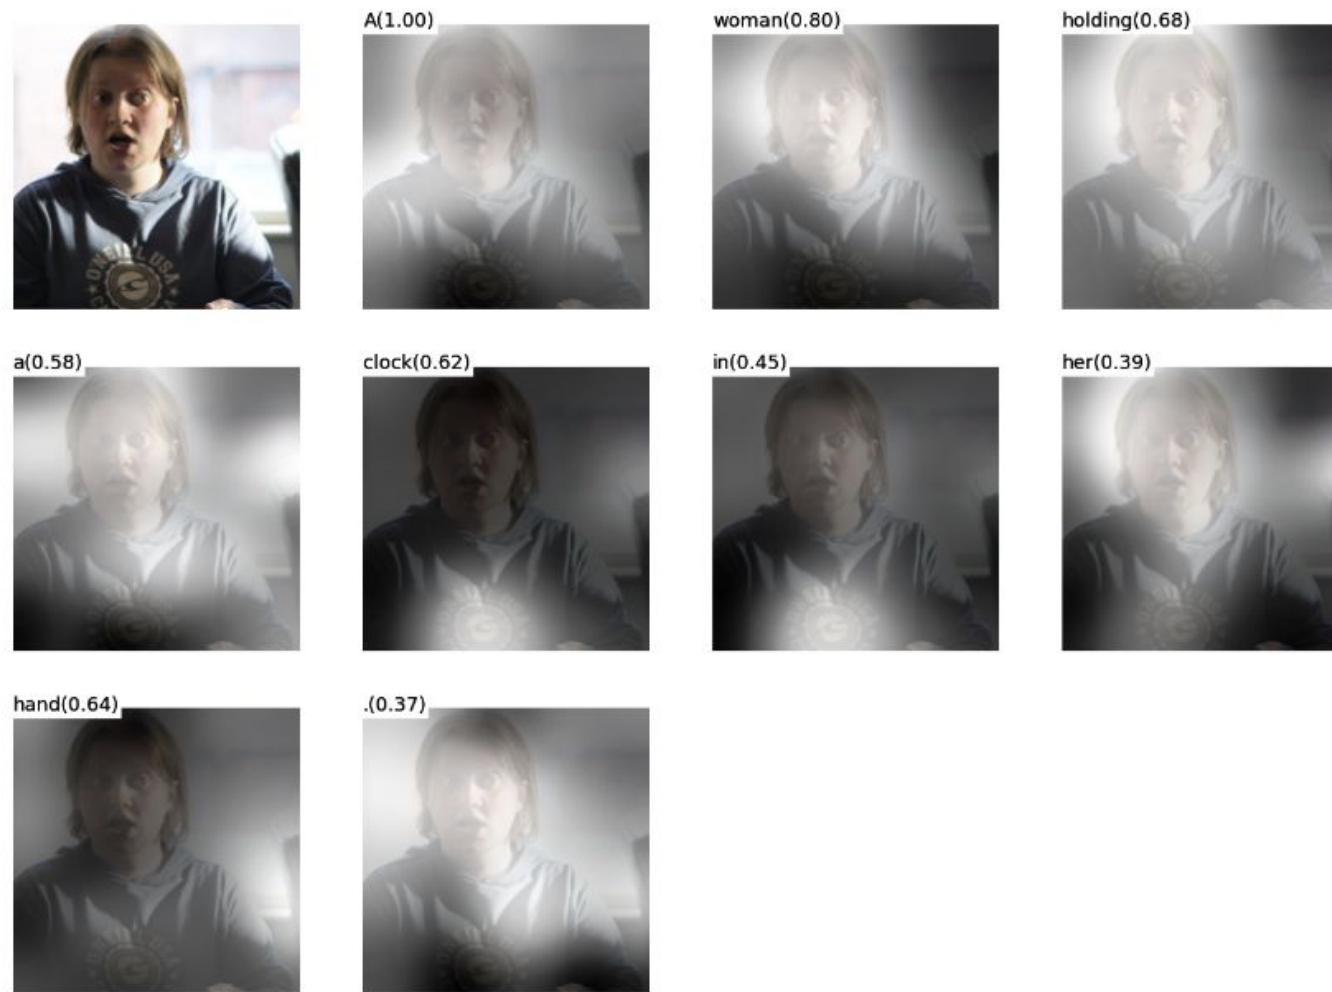 A(1.00)
woman(0.80)
holding(0.68)
a(0.58)
clock(0.62)
in(0.45)
her(0.39)
hand(0.64)
.(0.37)
USA